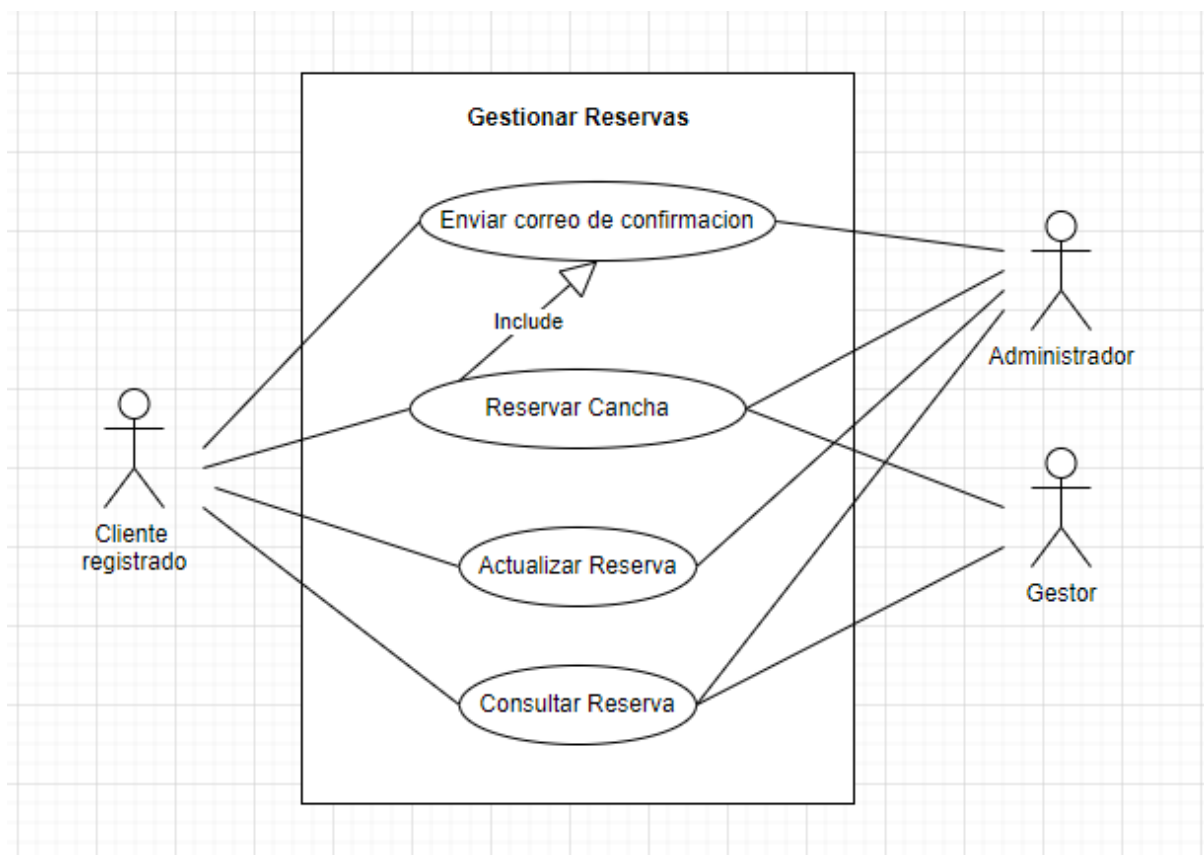 Gestionar Reservas
Enviar correo de confirmacion
Include
Reservar Cancha
Actualizar Reserva
Consultar Reserva
Cliente
registrado
Administrador
Gestor